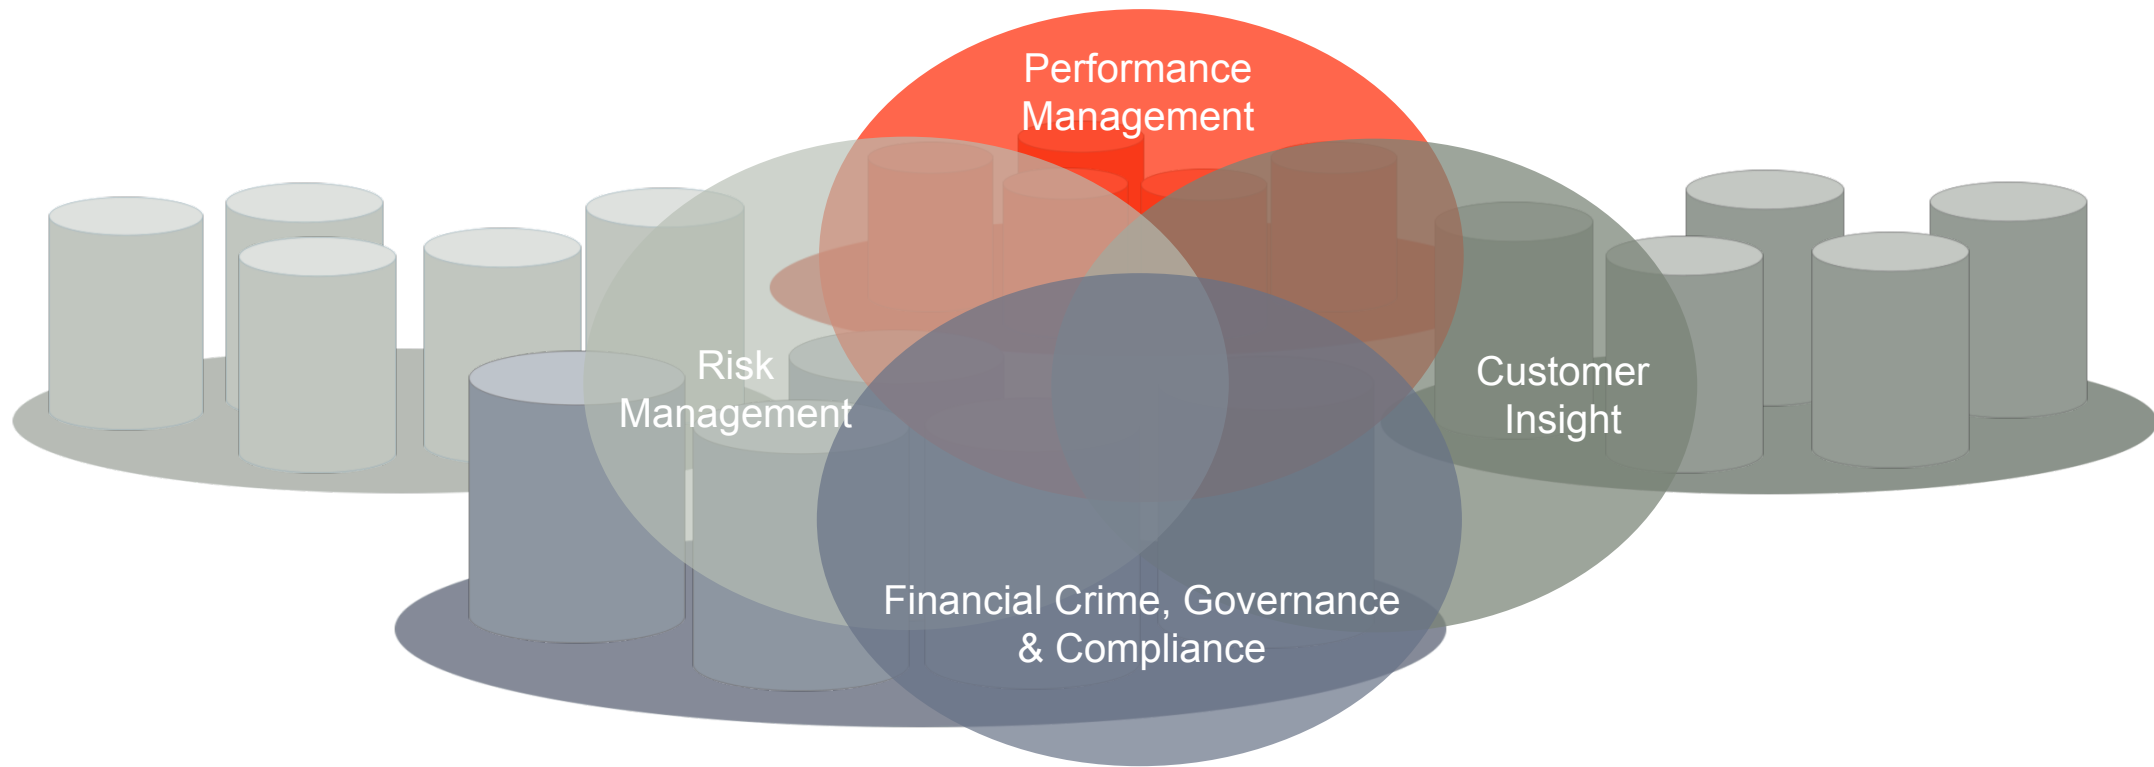 Performance
Management
Risk
Management
Customer
Insight
Financial Crime, Governance
& Compliance